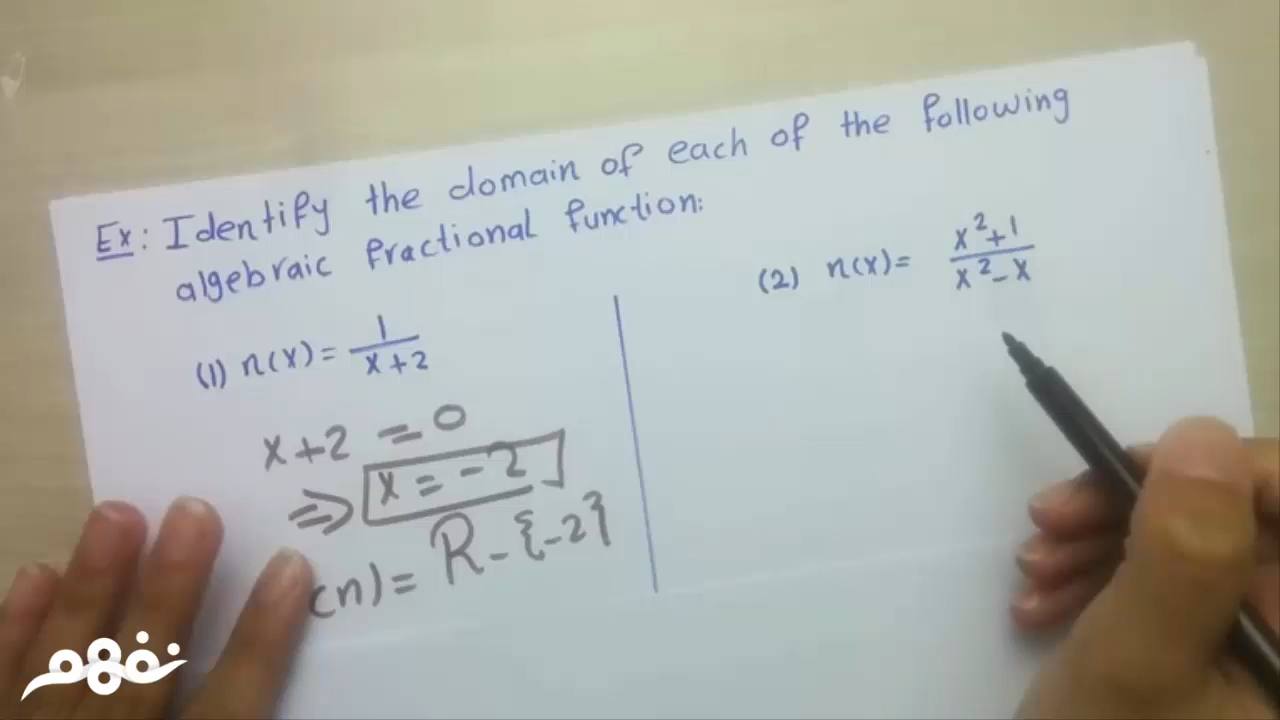 Ex: Identify the domain of each of the following
algebraic fractional function:
(1) n(x) = 1/(x+2)
x+2 = 0
⇒ x = -2
(n) = R - {-2}
(2) n(x) = (x²+1)/(x²-x)
نفهم